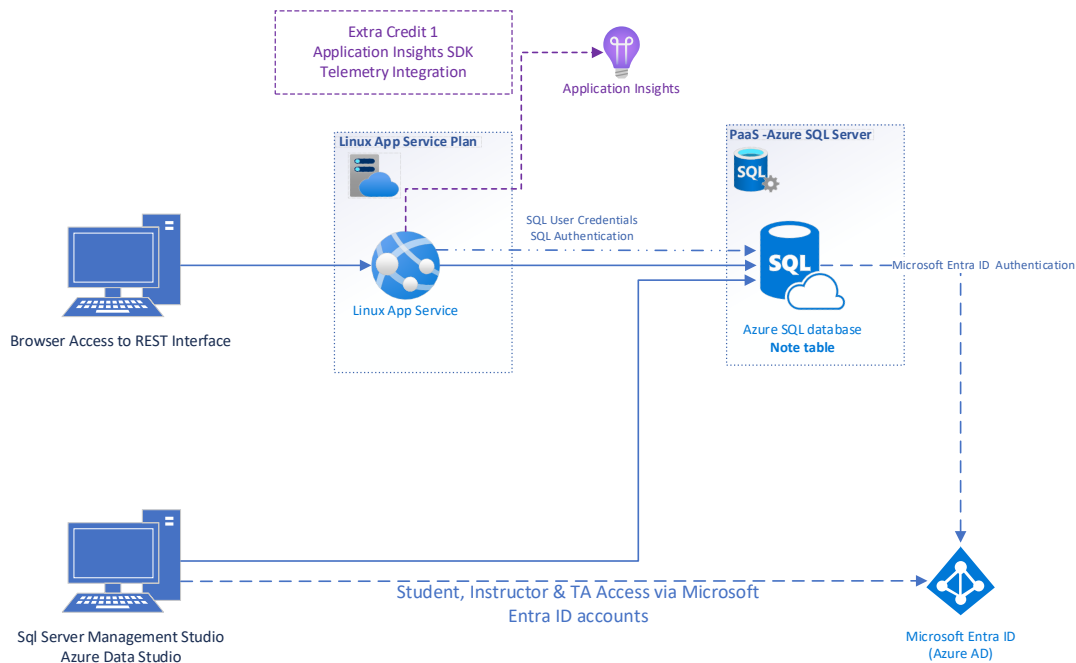 Extra Credit 1
Application Insights SDK
Telemetry Integration
Application Insights
Linux App Service Plan
PaaS -Azure SQL Server
SQL
SQL User Credentials
SQL Authentication
SQL
Microsoft Entra ID Authentication
Linux App Service
Azure SQL database
Note table
Browser Access to REST Interface
Student, Instructor & TA Access via Microsoft
Entra ID accounts
Sql Server Management Studio
Azure Data Studio
Microsoft Entra ID
(Azure AD)